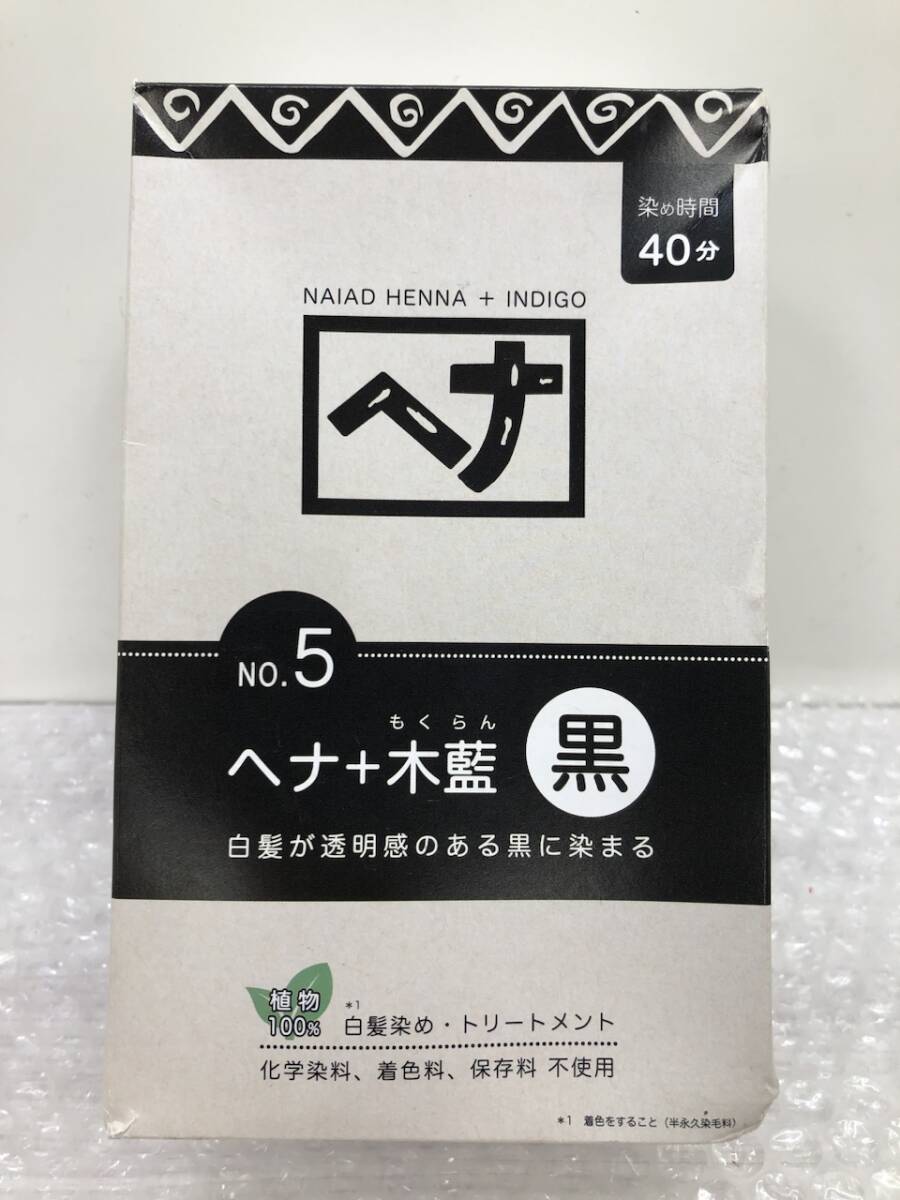 染め時間
40分
NAIAD HENNA + INDIGO
ヘナ
NO.5
もくらん
ヘナ+木藍 黒
白髪が透明感のある黒に染まる
植物
100%
*1
白髪染め・トリートメント
化学染料、着色料、保存料 不使用
*1 着色をすること(半永久染毛料)